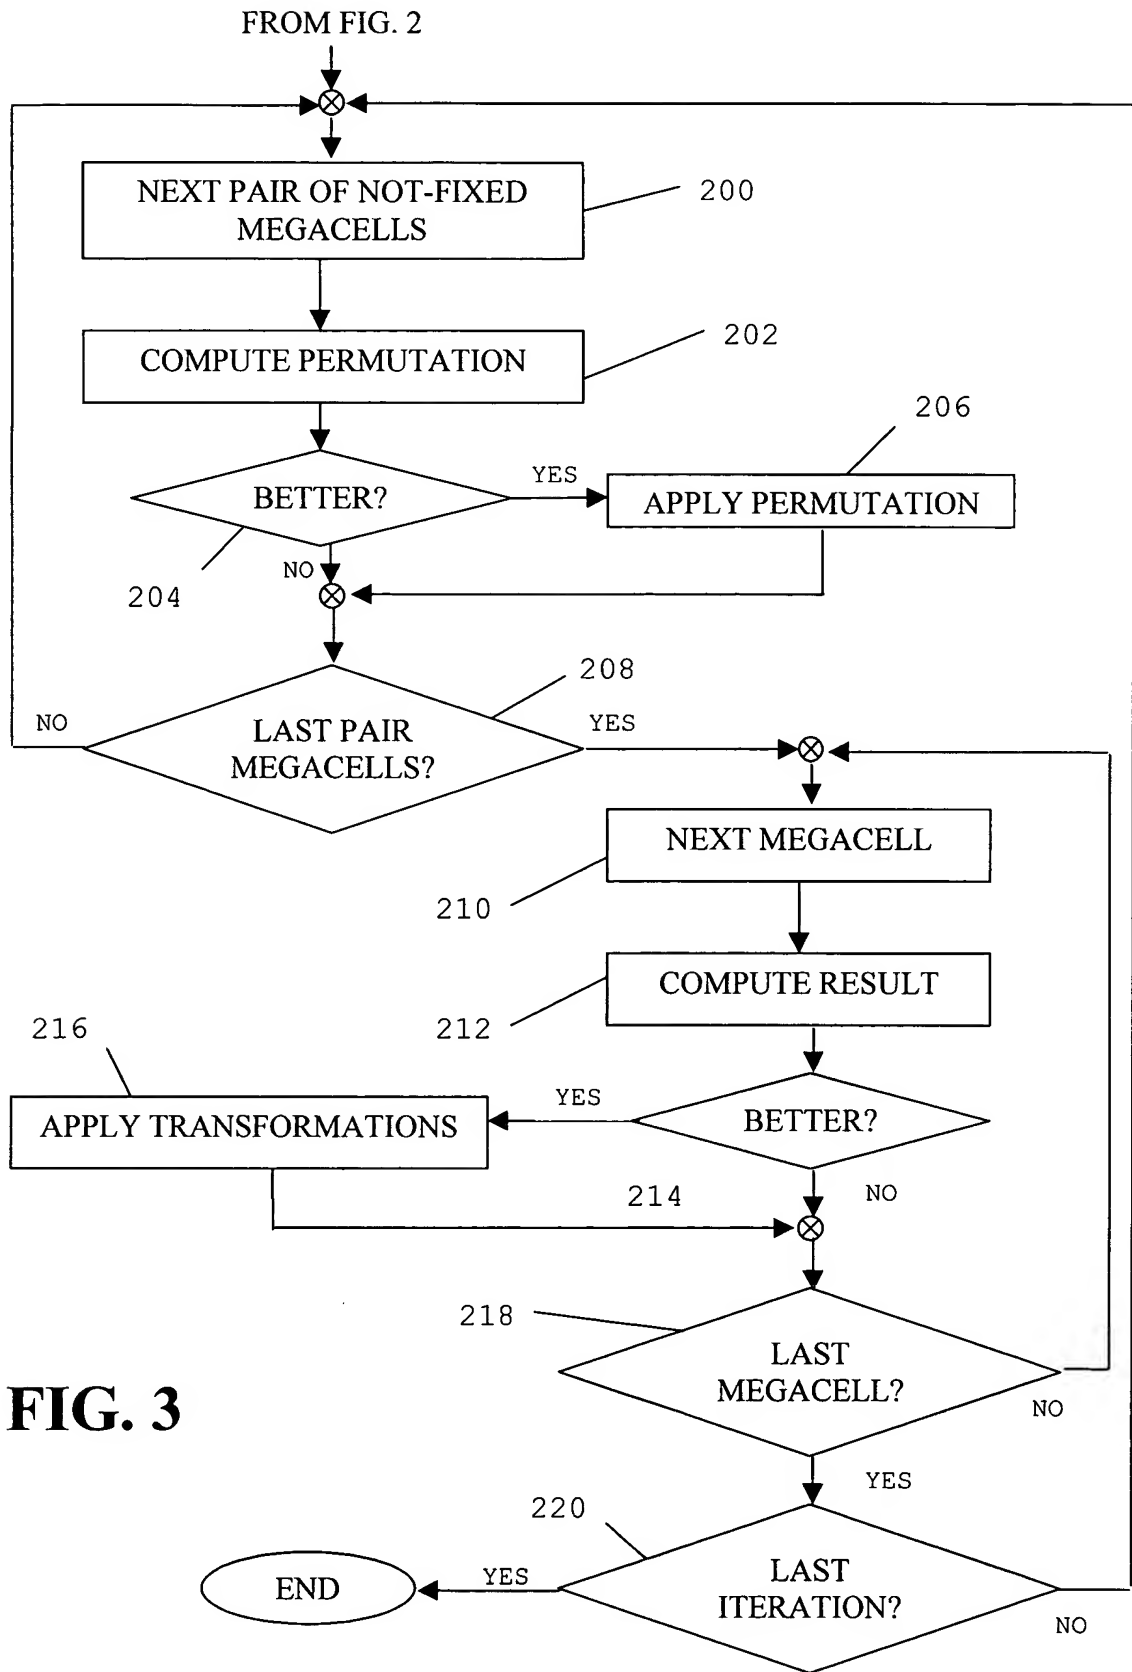 FROM FIG. 2
NEXT PAIR OF NOT-FIXED
MEGACELLS
200
COMPUTE PERMUTATION
202
206
BETTER?
YES
APPLY PERMUTATION
NO
204
208
NO
LAST PAIR
MEGACELLS?
YES
NEXT MEGACELL
210
COMPUTE RESULT
212
216
APPLY TRANSFORMATIONS
YES
BETTER?
214
NO
218
LAST
MEGACELL?
NO
FIG. 3
YES
220
END
YES
LAST
ITERATION?
NO